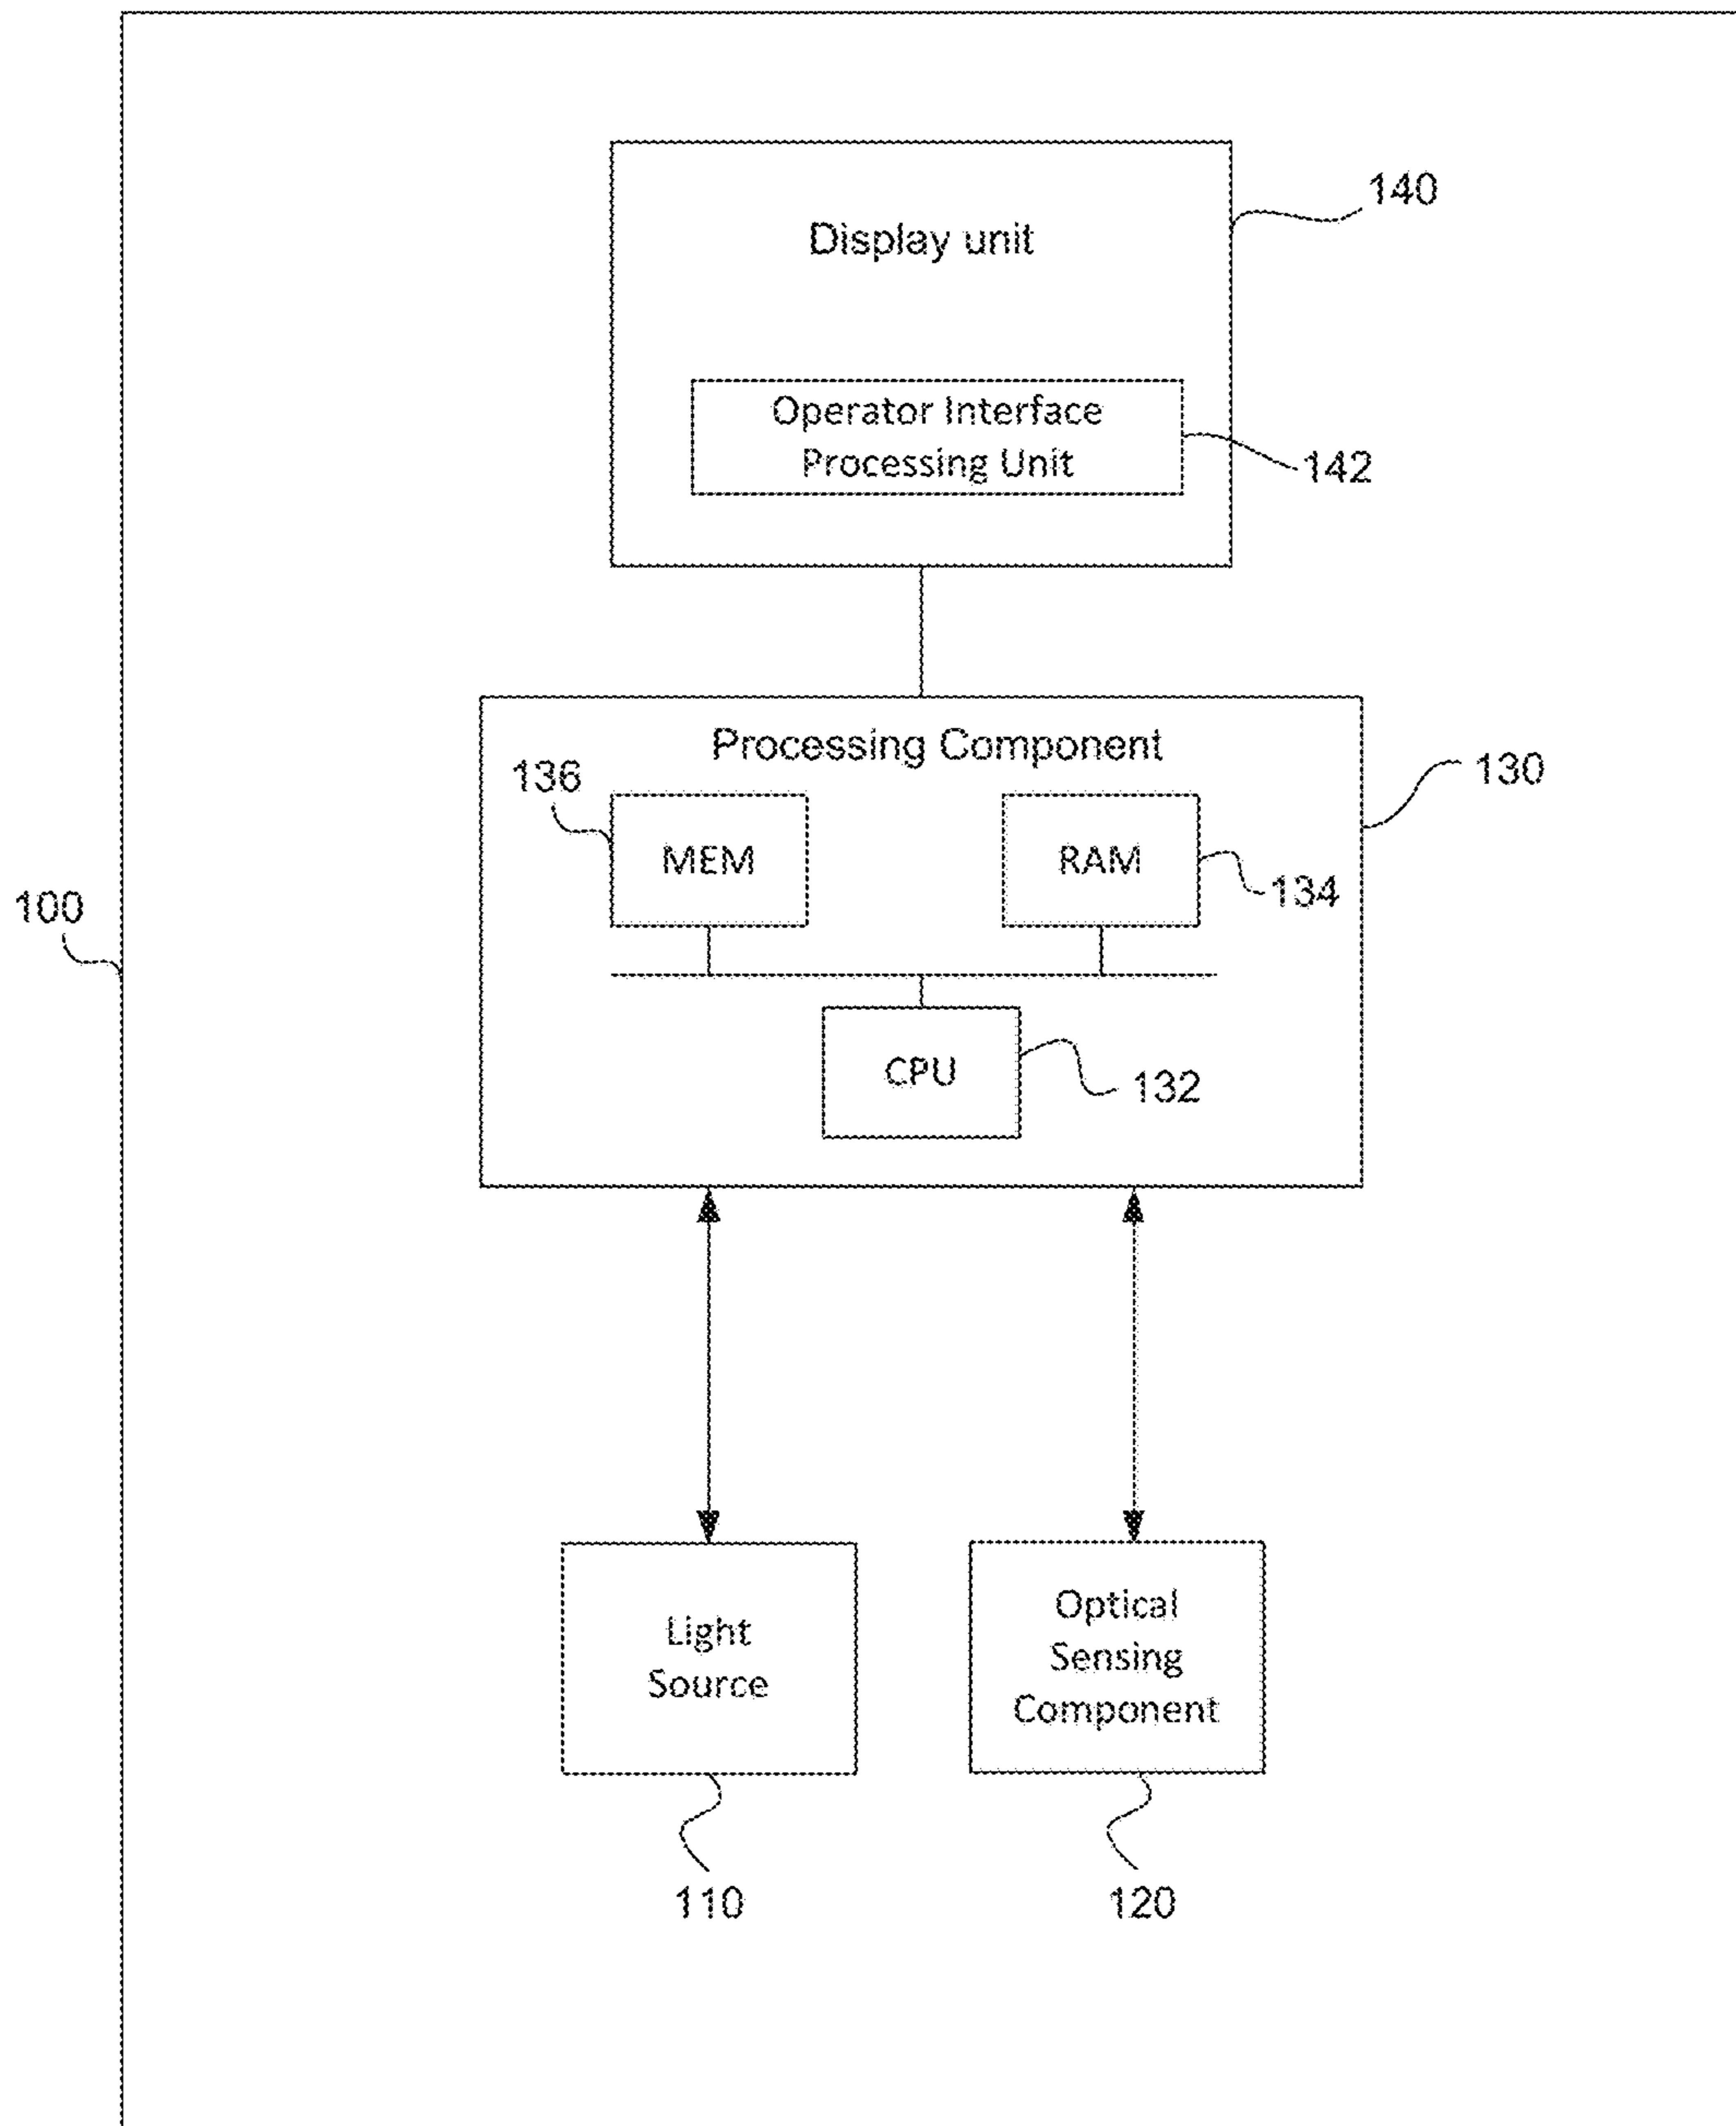 140
Display unit
Operator Interface
Processing Unit
142
Processing Component
136
130
MEM
RAM
134
100
CPU
132
Light
Source
Optical
Sensing
Component
110
120